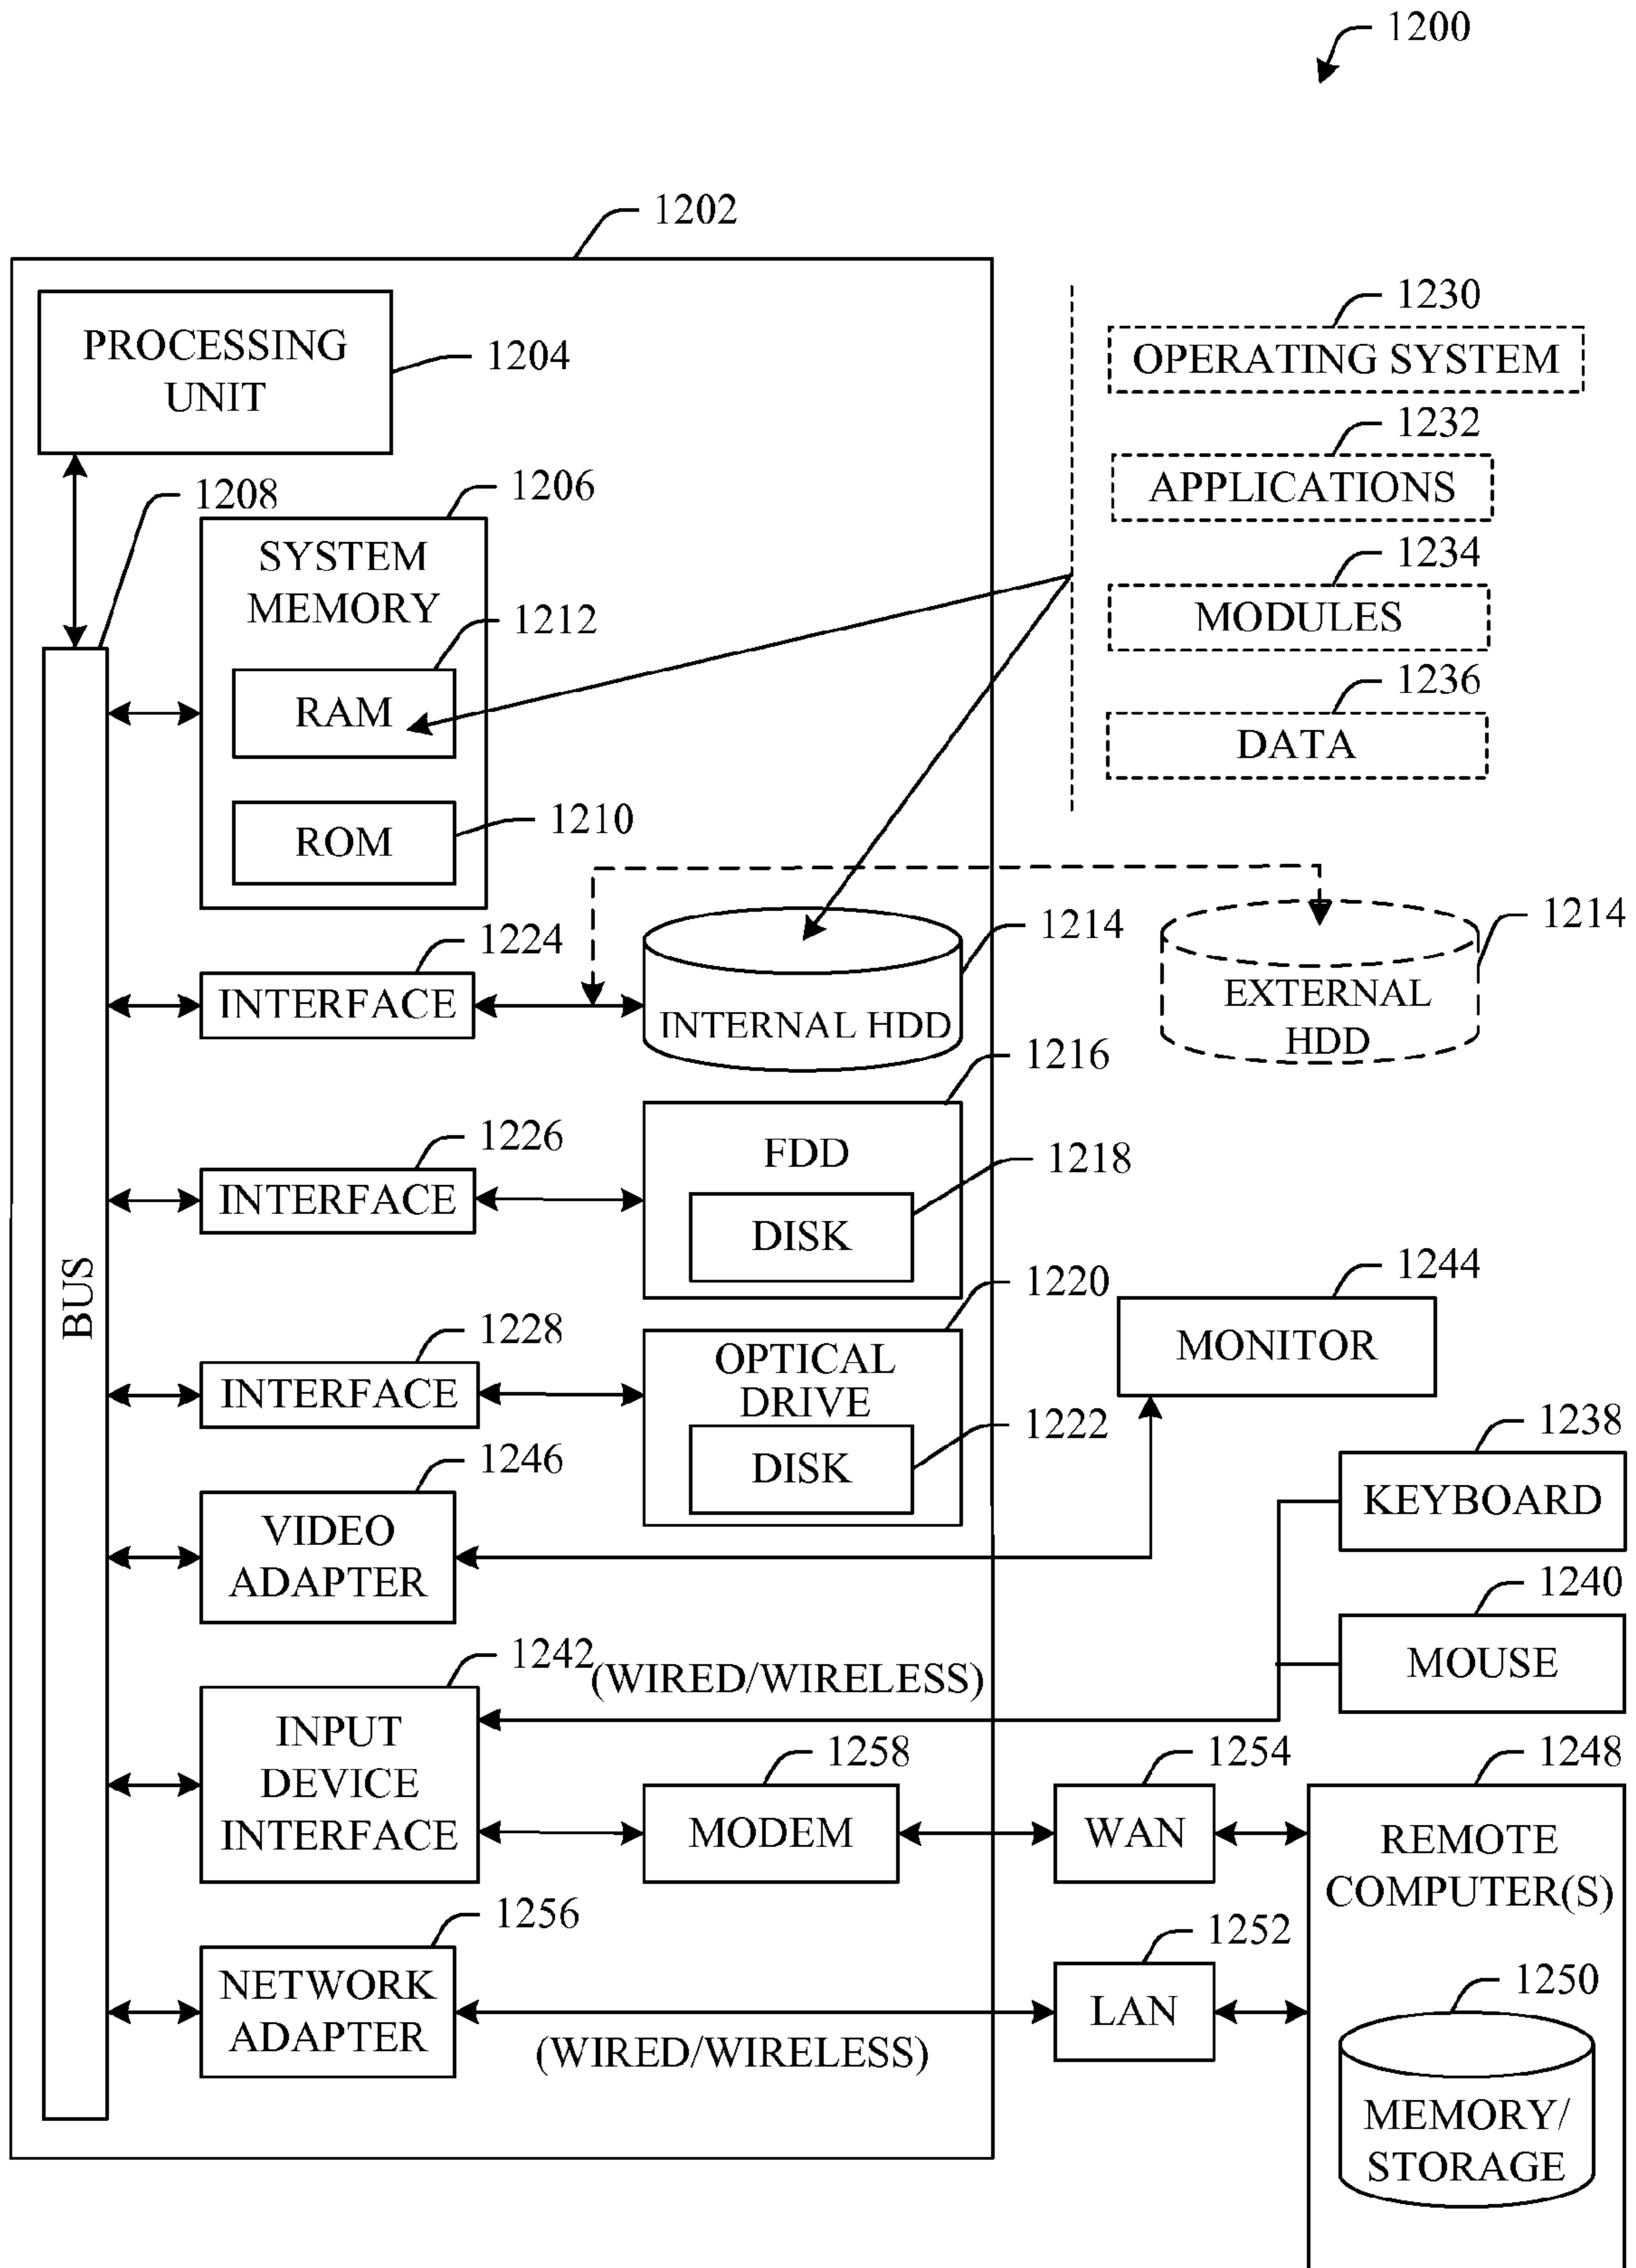 1200
1202
PROCESSING
UNIT
1204
1230
OPERATING SYSTEM
1232
APPLICATIONS
1234
MODULES
1236
DATA
1208
1206
SYSTEM
MEMORY
1212
RAM
1210
ROM
1224
INTERFACE
1214
INTERNAL HDD
1214
EXTERNAL
HDD
1226
INTERFACE
1216
FDD
1218
DISK
BUS
1228
INTERFACE
1220
OPTICAL
DRIVE
1222
DISK
1244
MONITOR
1246
VIDEO
ADAPTER
1238
KEYBOARD
1240
MOUSE
1242
(WIRED/WIRELESS)
INPUT
DEVICE
INTERFACE
1258
MODEM
1254
WAN
1248
REMOTE
COMPUTER(S)
1256
NETWORK
ADAPTER
(WIRED/WIRELESS)
1252
LAN
1250
MEMORY/
STORAGE